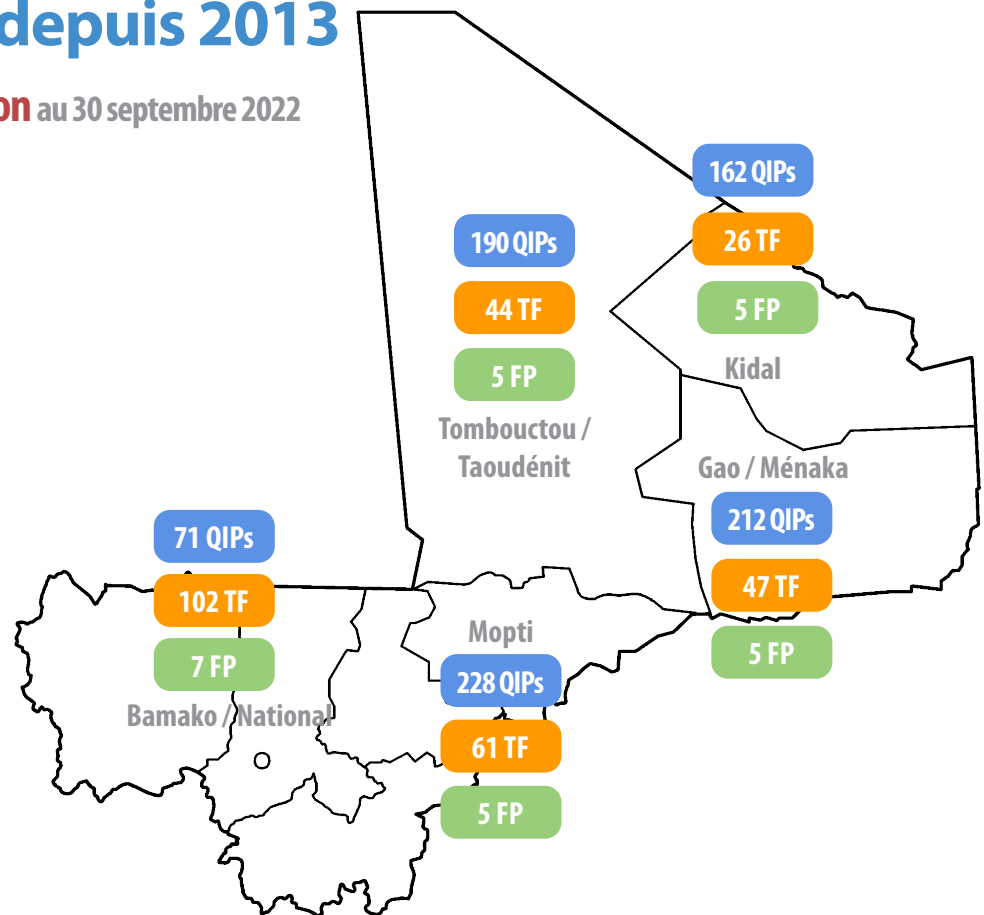 depuis 2013
on au 30 septembre 2022
162 QIPs
26 TF
5 FP
Kidal
190 QIPs
44 TF
5 FP
Tombouctou /
Taoudénit
Gao / Ménaka
212 QIPs
47 TF
5 FP
71 QIPs
102 TF
7 FP
Bamako / National
Mopti
228 QIPs
61 TF
5 FP